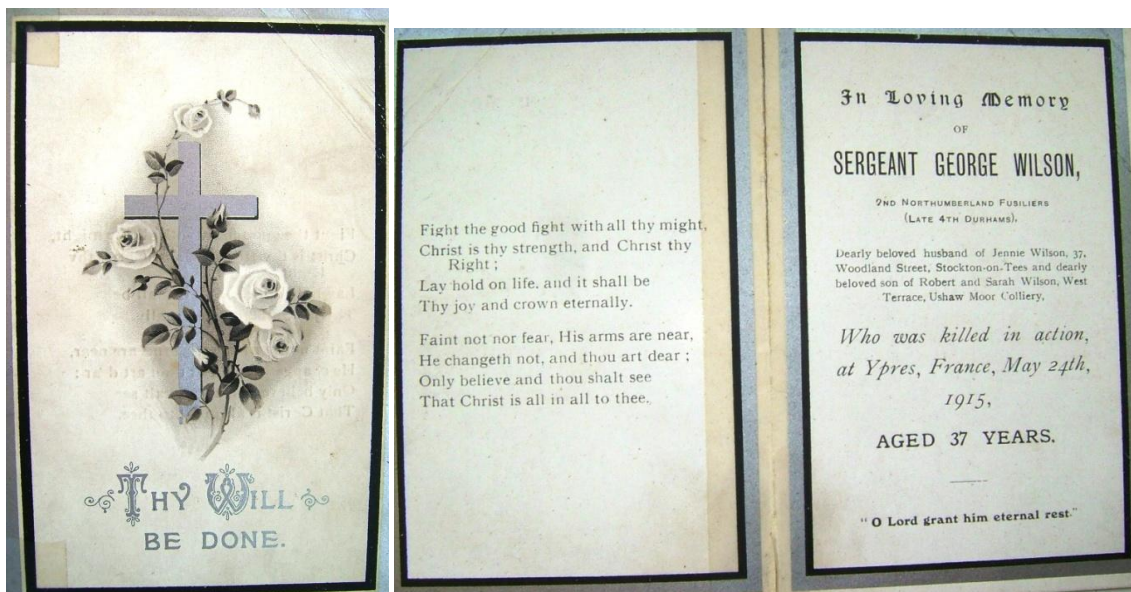 THY WILL
BE DONE.
Fight the good fight with all thy might,
Christ is thy strength, and Christ thy
Right ;
Lay hold on life. and it shall be
Thy joy and crown eternally.
Faint not nor fear, His arms are near,
He changeth not, and thou art dear ;
Only believe and thou shalt see
That Christ is all in all to thee.
In Loving Memory
OF
SERGEANT GEORGE WILSON,
2ND NORTHUMBERLAND FUSILIERS
(LATE 4TH DURHAMS).
Dearly beloved husband of Jennie Wilson, 37,
Woodland Street, Stockton-on-Tees and dearly
beloved son of Robert and Sarah Wilson, West
Terrace, Ushaw Moor Colliery,
Who was killed in action,
at Ypres, France, May 24th,
1915,
AGED 37 YEARS.
"O Lord grant him eternal rest."